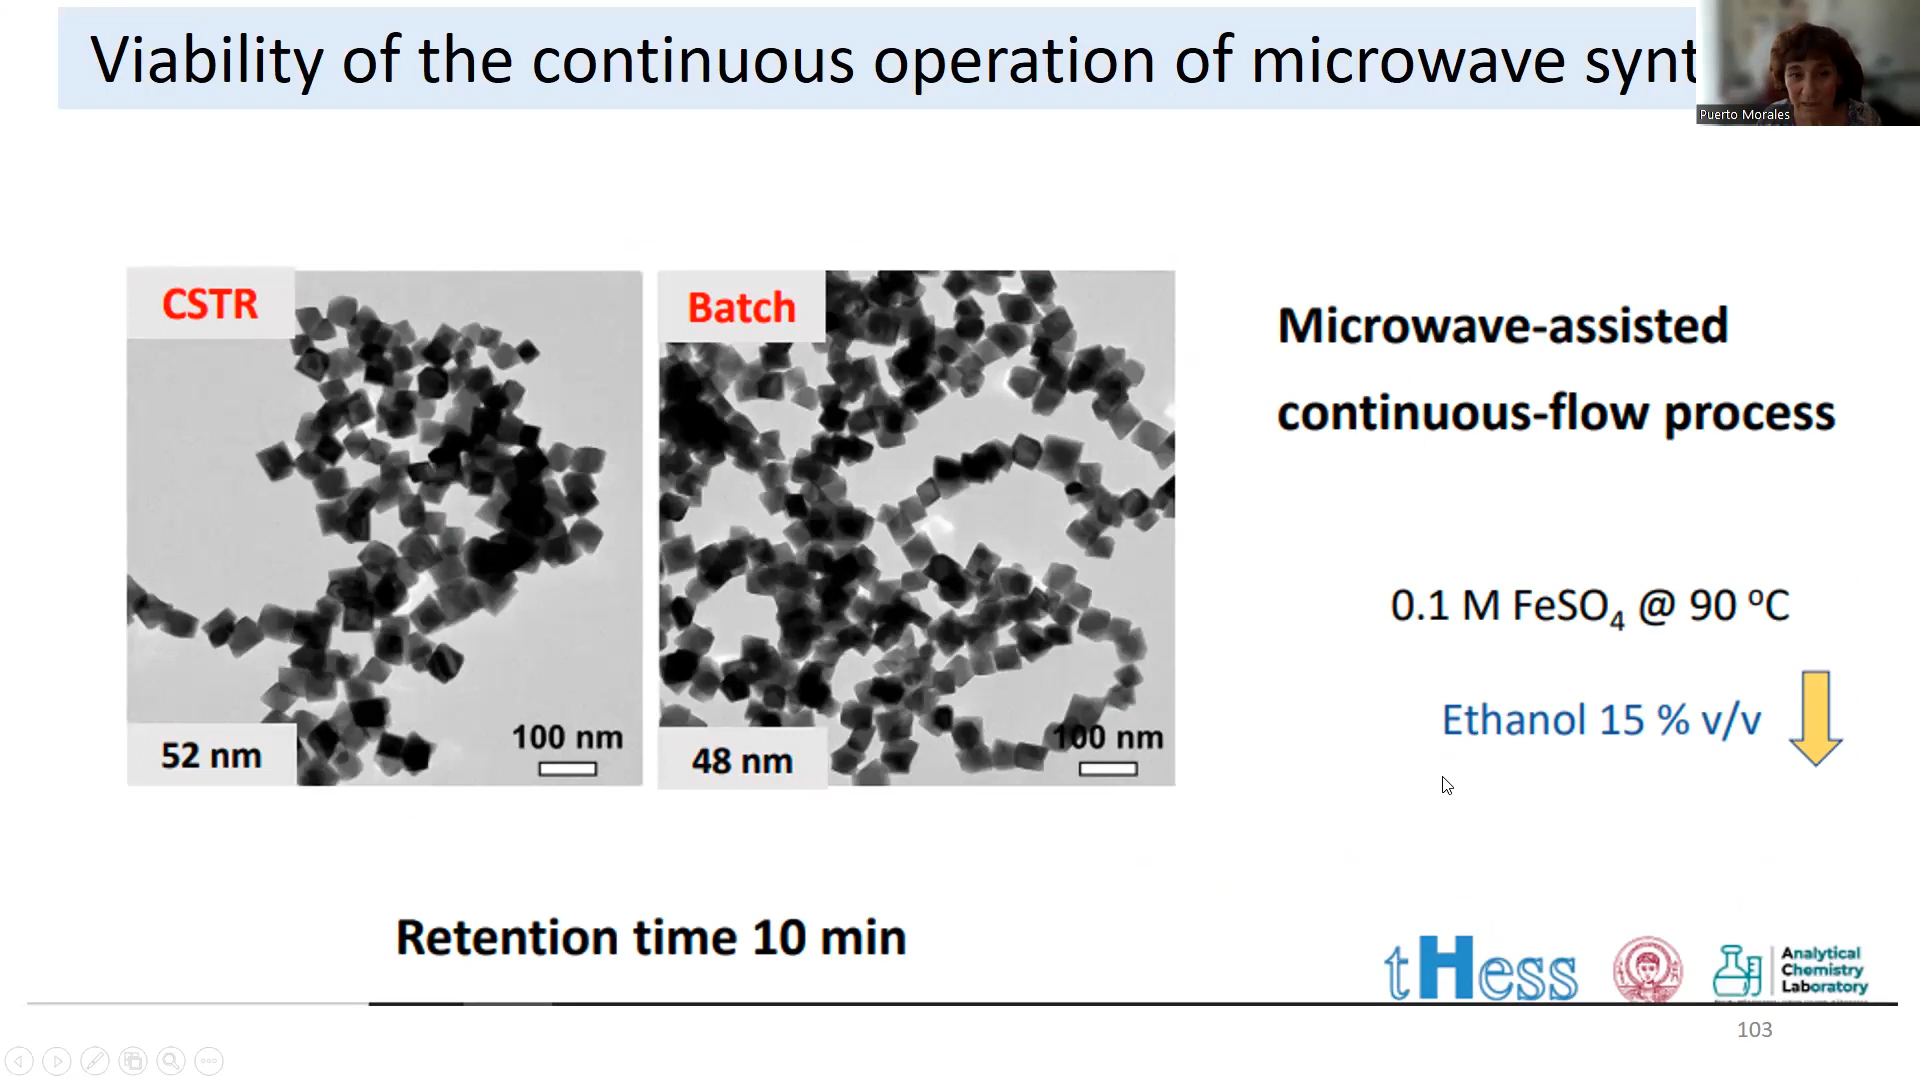 Viability of the continuous operation of microwave synt
Puerto Morales
CSTR
Batch
Microwave-assisted
continuous-flow process
0.1 M FeSO₄ @ 90 ºC
Ethanol 15 % v/v
52 nm
100 nm
48 nm
100 nm
Retention time 10 min
tHess
Analytical
Chemistry
Laboratory
103